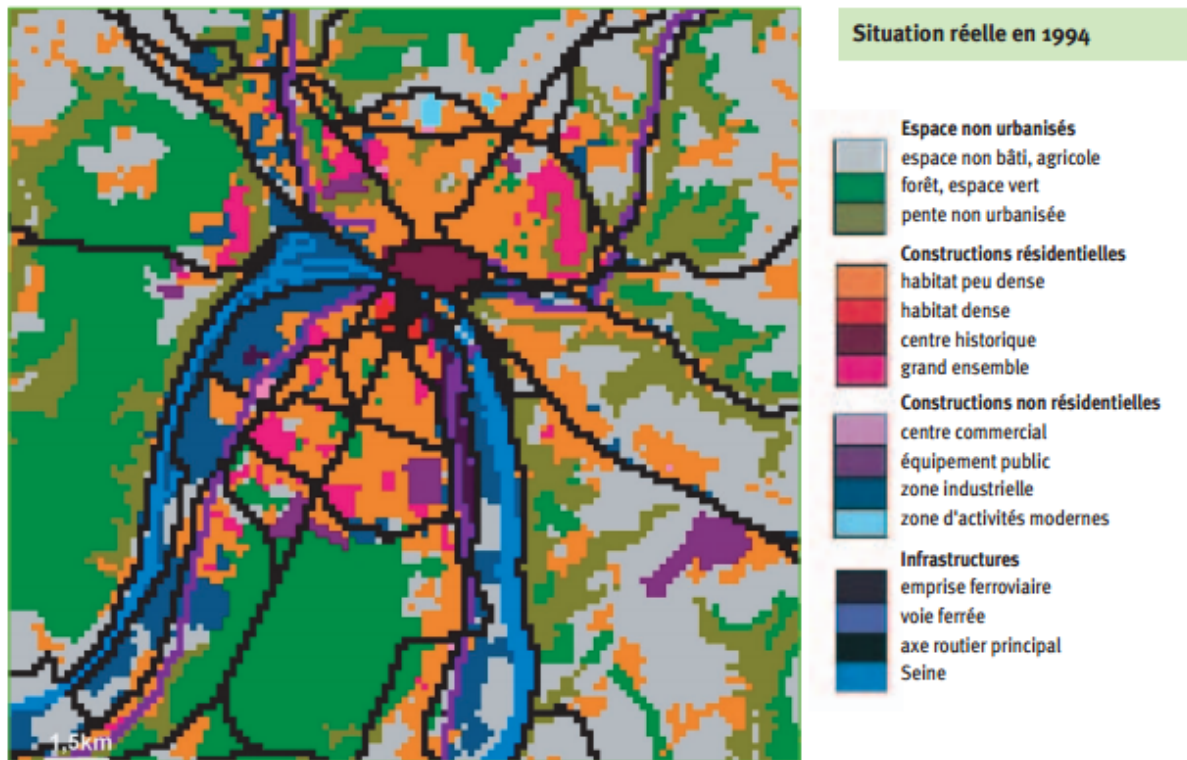 Situation réelle en 1994
Espace non urbanisés
espace non bâti, agricole
forêt, espace vert
pente non urbanisée
Constructions résidentielles
habitat peu dense
habitat dense
centre historique
grand ensemble
Constructions non résidentielles
centre commercial
équipement public
zone industrielle
zone d'activités modernes
Infrastructures
emprise ferroviaire
voie ferrée
axe routier principal
Seine
1,5km